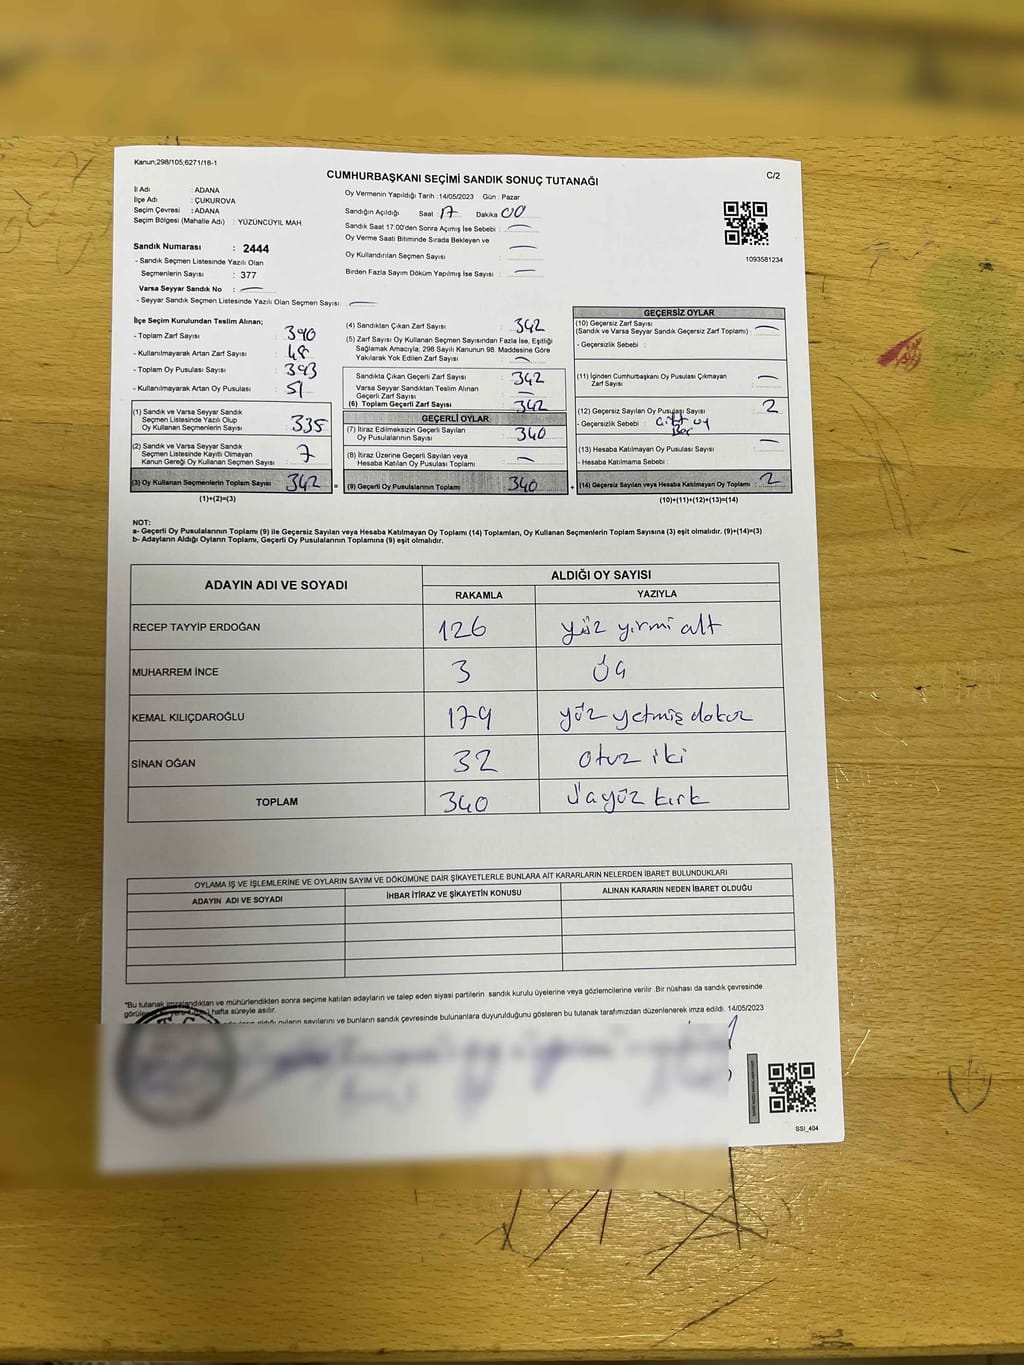 Kanun,298/105;6271/18-1
CUMHURBAŞKANI SEÇİMİ SANDIK SONUÇ TUTANAĞI
C/2
İl Adı : ADANA
İlçe Adı : ÇUKUROVA
Seçim Çevresi : ADANA
Seçim Bölgesi (Mahalle Adı) : YÜZÜNCÜYIL MAH.
Sandık Numarası : 2444
- Sandık Seçmen Listesinde Yazılı Olan
Seçmenlerin Sayısı : 377
Varsa Seyyar Sandık No : —
- Seyyar Sandık Seçmen Listesinde Yazılı Olan Seçmen Sayısı : —
Oy Vermenin Yapıldığı Tarih : 14/05/2023 Gün : Pazar
Sandığın Açıldığı Saat 17 Dakika 00
Sandık Saat 17.00'den Sonra Açımış İse Sebebi : —
Oy Verme Saati Bitiminde Sırada Bekleyen ve
Oy Kullandırılan Seçmen Sayısı : —
Birden Fazla Sayım Döküm Yapılmış İse Sayısı : —
1093581234
İlçe Seçim Kurulundan Teslim Alınan;
- Toplam Zarf Sayısı : 390
- Kullanılmayarak Artan Zarf Sayısı : 48
- Toplam Oy Pusulası Sayısı : 393
- Kullanılmayarak Artan Oy Pusulası : 51
(1) Sandık ve Varsa Seyyar Sandık
Seçmen Listesinde Yazılı Olup
Oy Kullanan Seçmenlerin Sayısı : 335
(2) Sandık ve Varsa Seyyar Sandık
Seçmen Listesinde Kayıtlı Olmayan
Kanun Gereği Oy Kullanan Seçmen Sayısı : 7
(3) Oy Kullanan Seçmenlerin Toplam Sayısı : 342
(1)+(2)=(3)
(4) Sandıktan Çıkan Zarf Sayısı : 342
(5) Zarf Sayısı Oy Kullanan Seçmen Sayısından Fazla İse, Eşitliği
Sağlamak Amacıyla; 298 Sayılı Kanunun 98. Maddesine Göre
Yakılarak Yok Edilen Zarf Sayısı : —
Sandıkta Çıkan Geçerli Zarf Sayısı : 342
Varsa Seyyar Sandıktan Teslim Alınan
Geçerli Zarf Sayısı : —
(6) Toplam Geçerli Zarf Sayısı : 342
GEÇERLİ OYLAR
(7) İtiraz Edilmeksizin Geçerli Sayılan
Oy Pusulalarının Sayısı : 340
(8) İtiraz Üzerine Geçerli Sayılan veya
Hesaba Katılan Oy Pusulası Toplamı : —
= (9) Geçerli Oy Pusulalarının Toplamı : 340
GEÇERSİZ OYLAR
(10) Geçersiz Zarf Sayısı
(Sandık ve Varsa Seyyar Sandık Geçersiz Zarf Toplamı) : —
- Geçersizlik Sebebi :
(11) İçinden Cumhurbaşkanı Oy Pusulası Çıkmayan
Zarf Sayısı : —
(12) Geçersiz Sayılan Oy Pusulası Sayısı : 2
- Geçersizlik Sebebi : çift oy
(13) Hesaba Katılmayan Oy Pusulası Sayısı : —
- Hesaba Katılmama Sebebi :
+ (14) Geçersiz Sayılan veya Hesaba Katılmayan Oy Toplamı : 2
(10)+(11)+(12)+(13)=(14)
NOT:
a- Geçerli Oy Pusulalarının Toplamı (9) ile Geçersiz Sayılan veya Hesaba Katılmayan Oy Toplamı (14) Toplamları, Oy Kullanan Seçmenlerin Toplam Sayısına (3) eşit olmalıdır. (9)+(14)=(3)
b- Adayların Aldığı Oyların Toplamı, Geçerli Oy Pusulalarının Toplamına (9) eşit olmalıdır.
ADAYIN ADI VE SOYADI ALDIĞI OY SAYISI
RAKAMLA YAZIYLA
RECEP TAYYİP ERDOĞAN 126 yüz yirmi alt
MUHARREM İNCE 3 Üç
KEMAL KILIÇDAROĞLU 179 yüz yetmiş dokuz
SİNAN OĞAN 32 otuz iki
TOPLAM 340 Üçyüz kırk
OYLAMA İŞ VE İŞLEMLERİNE VE OYLARIN SAYIM VE DÖKÜMÜNE DAİR ŞİKAYETLERLE BUNLARA AİT KARARLARIN NELERDEN İBARET BULUNDUKLARI
ADAYIN ADI VE SOYADI İHBAR İTİRAZ VE ŞİKAYETİN KONUSU ALINAN KARARIN NEDEN İBARET OLDUĞU
*Bu tutanak imzalandıktan ve mühürlendikten sonra seçime katılan adayların ve talep eden siyasi partilerin sandık kurulu üyelerine veya gözlemcilerine verilir .Bir nüshası da sandık çevresinde
hafta süreyle asılır.
aldığı oyların sayılarını ve bunların sandık çevresinde bulunanlara duyurulduğunu gösteren bu tutanak tarafımızdan düzenlenerek imza edildi. 14/05/2023
SSİ_404